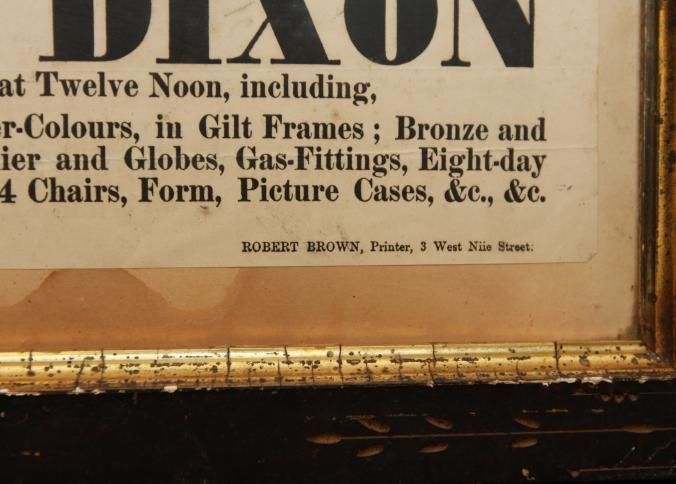 DIXON
at Twelve Noon, including,
er-Colours, in Gilt Frames ; Bronze and
ier and Globes, Gas-Fittings, Eight-day
4 Chairs, Form, Picture Cases, &c., &c.
ROBERT BROWN, Printer, 3 West Niie Street.